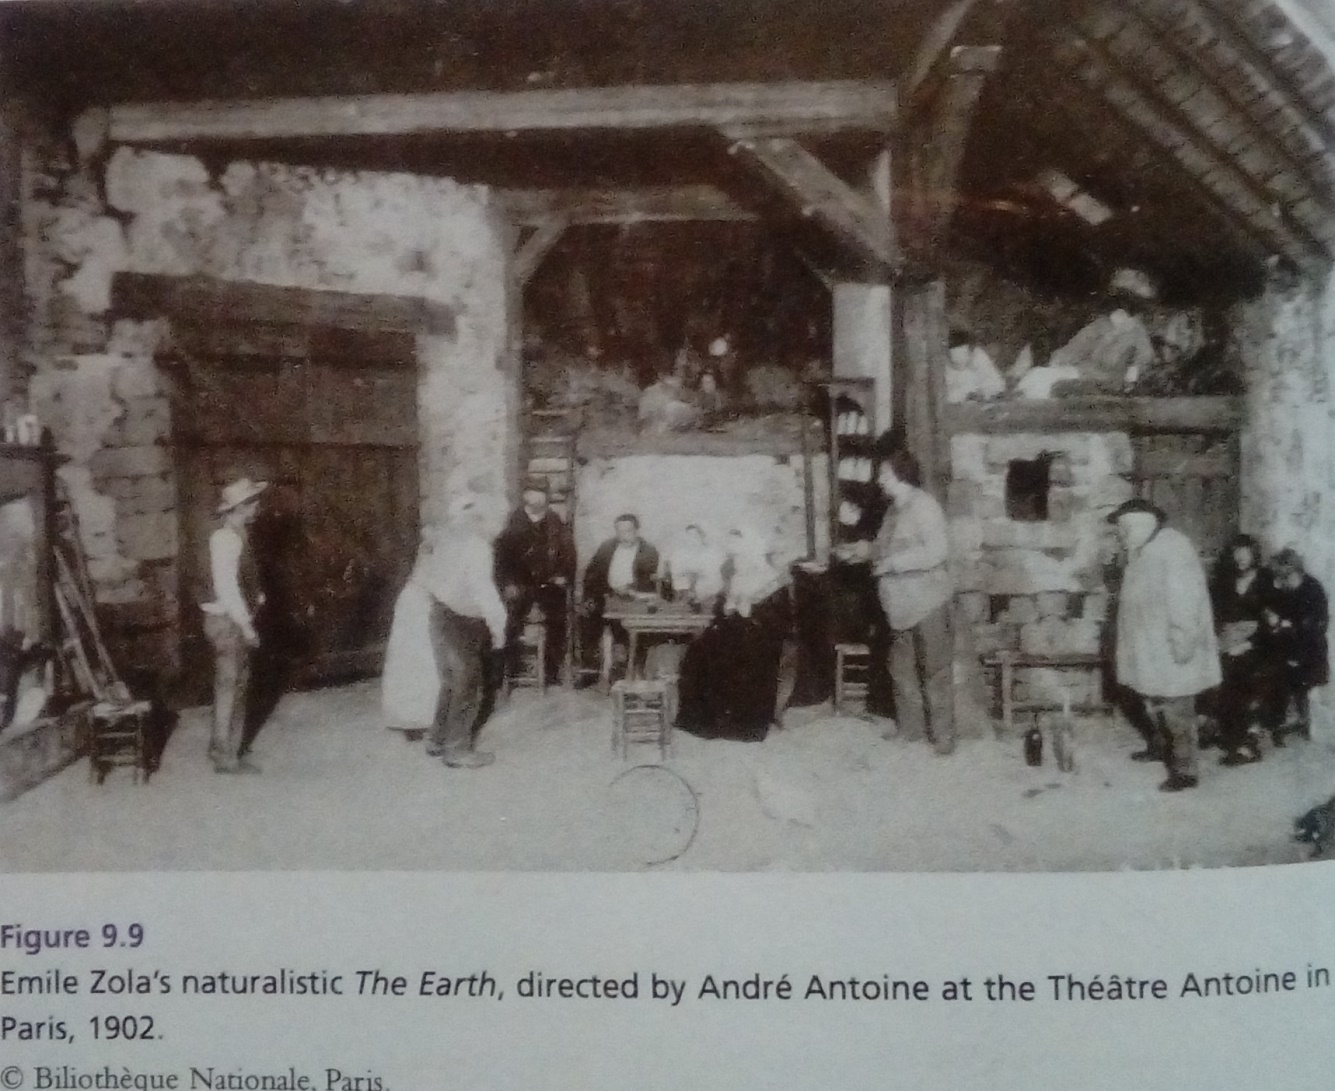 Figure 9.9
Emile Zola's naturalistic The Earth, directed by André Antoine at the Théâtre Antoine in
Paris, 1902.
© Biliothèque Nationale, Paris.